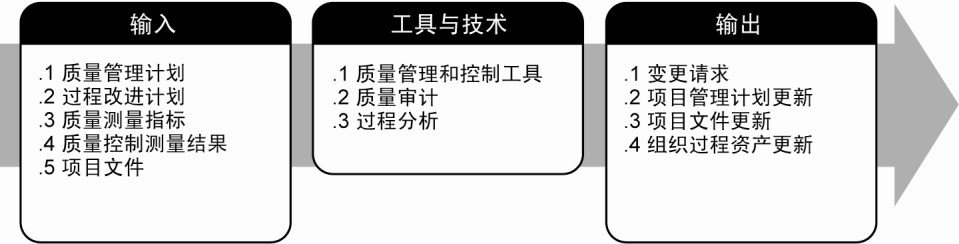 输入
.1 质量管理计划
.2 过程改进计划
.3 质量测量指标
.4 质量控制测量结果
.5 项目文件
工具与技术
.1 质量管理和控制工具
.2 质量审计
.3 过程分析
输出
.1 变更请求
.2 项目管理计划更新
.3 项目文件更新
.4 组织过程资产更新